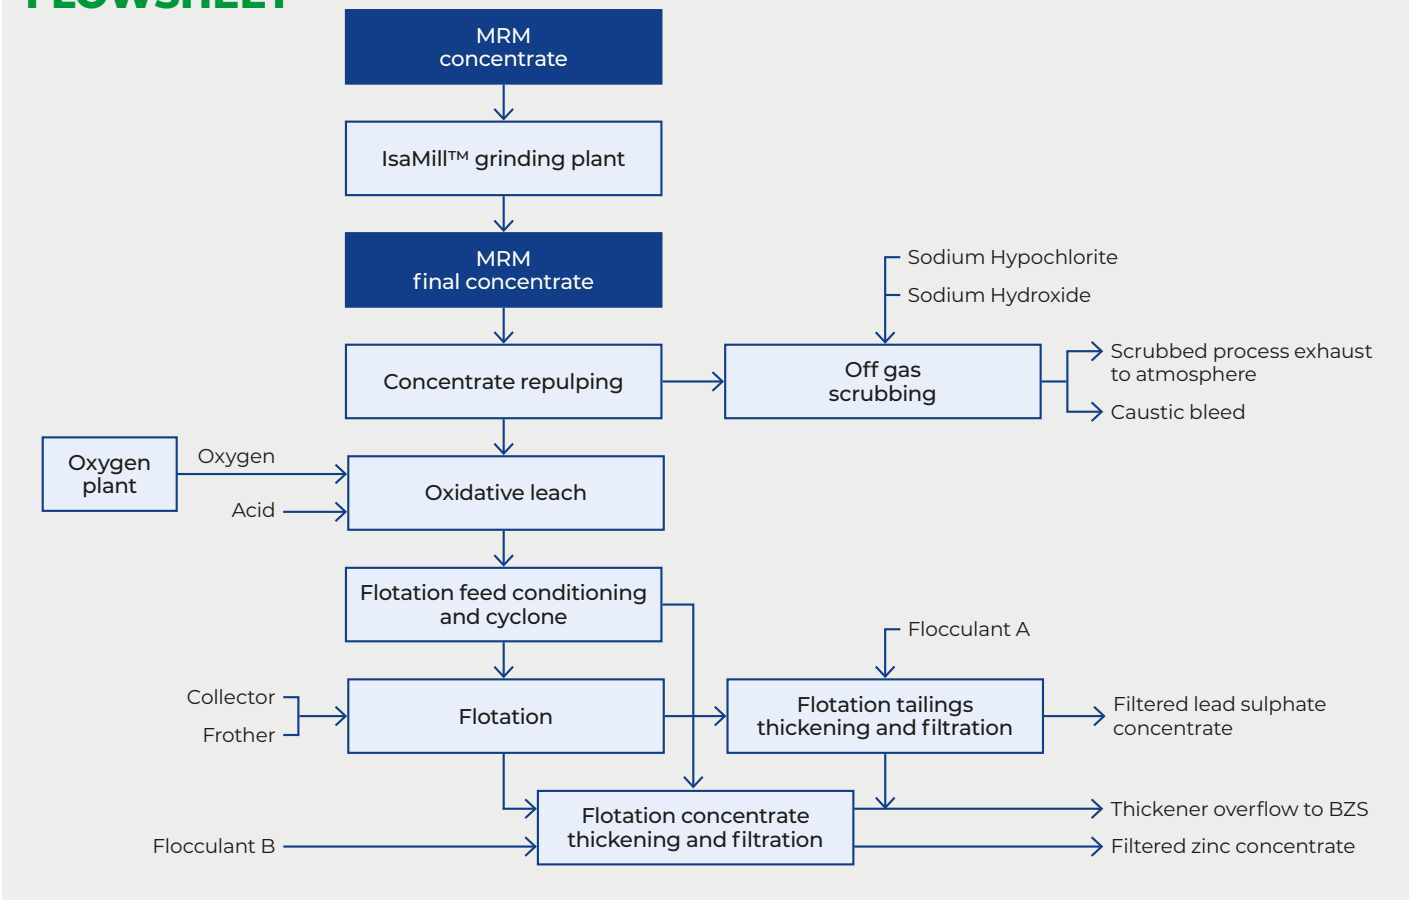 FLOWSHEET
MRM
concentrate
IsaMill™ grinding plant
MRM
final concentrate
Sodium Hypochlorite
Sodium Hydroxide
Concentrate repulping
Off gas
scrubbing
Scrubbed process exhaust
to atmosphere
Caustic bleed
Oxygen
plant
Oxygen
Acid
Oxidative leach
Flotation feed conditioning
and cyclone
Flocculant A
Collector
Frother
Flotation
Flotation tailings
thickening and filtration
Filtered lead sulphate
concentrate
Flotation concentrate
thickening and filtration
Thickener overflow to BZS
Flocculant B
Filtered zinc concentrate